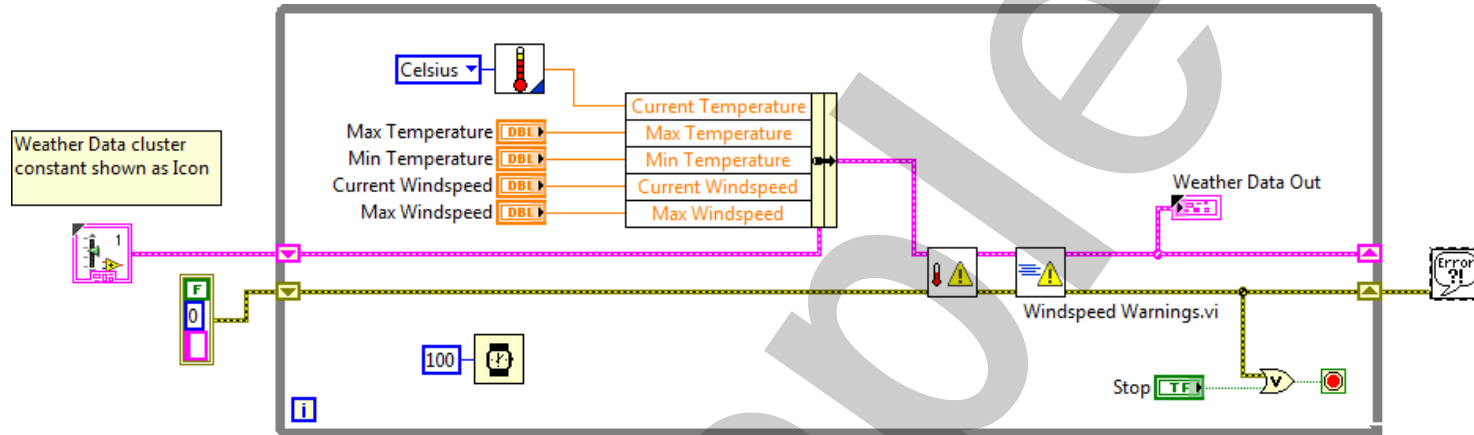 Celsius
Current Temperature
Max Temperature DBL Max Temperature
Min Temperature DBL Min Temperature
Current Windspeed DBL Current Windspeed
Max Windspeed DBL Max Windspeed
Weather Data cluster
constant shown as Icon
Weather Data Out
1
Error
?!
F
0
Windspeed Warnings.vi
100
Stop TF V
i